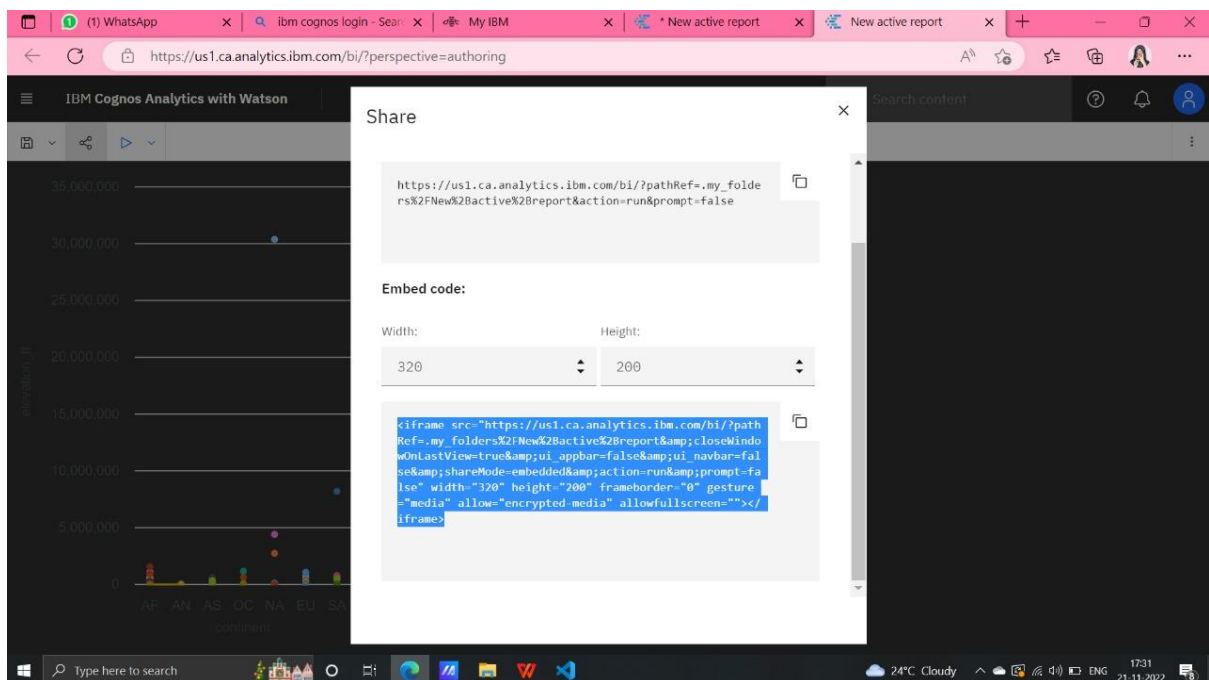 (1) WhatsApp
ibm cognos login - Searc
My IBM
* New active report
New active report
https://us1.ca.analytics.ibm.com/bi/?perspective=authoring
IBM Cognos Analytics with Watson
Search content
Share
https://us1.ca.analytics.ibm.com/bi/?pathRef=.my_folde
rs%2FNew%2Bactive%2Breport&action=run&prompt=false
Embed code:
Width:
Height:
320
200
<iframe src="https://us1.ca.analytics.ibm.com/bi/?path
Ref=.my_folders%2FNew%2Bactive%2Breport&amp;closeWindo
wOnLastView=true&amp;ui_appbar=false&amp;ui_navbar=fal
se&amp;shareMode=embedded&amp;action=run&amp;prompt=fa
lse" width="320" height="200" frameborder="0" gesture
="media" allow="encrypted-media" allowfullscreen=""></
iframe>
35,000,000
30,000,000
25,000,000
20,000,000
15,000,000
10,000,000
5,000,000
0
elevation_ft
AF AN AS OC NA EU SA
continent
Type here to search
24°C Cloudy
ENG
17:31
21-11-2022
8